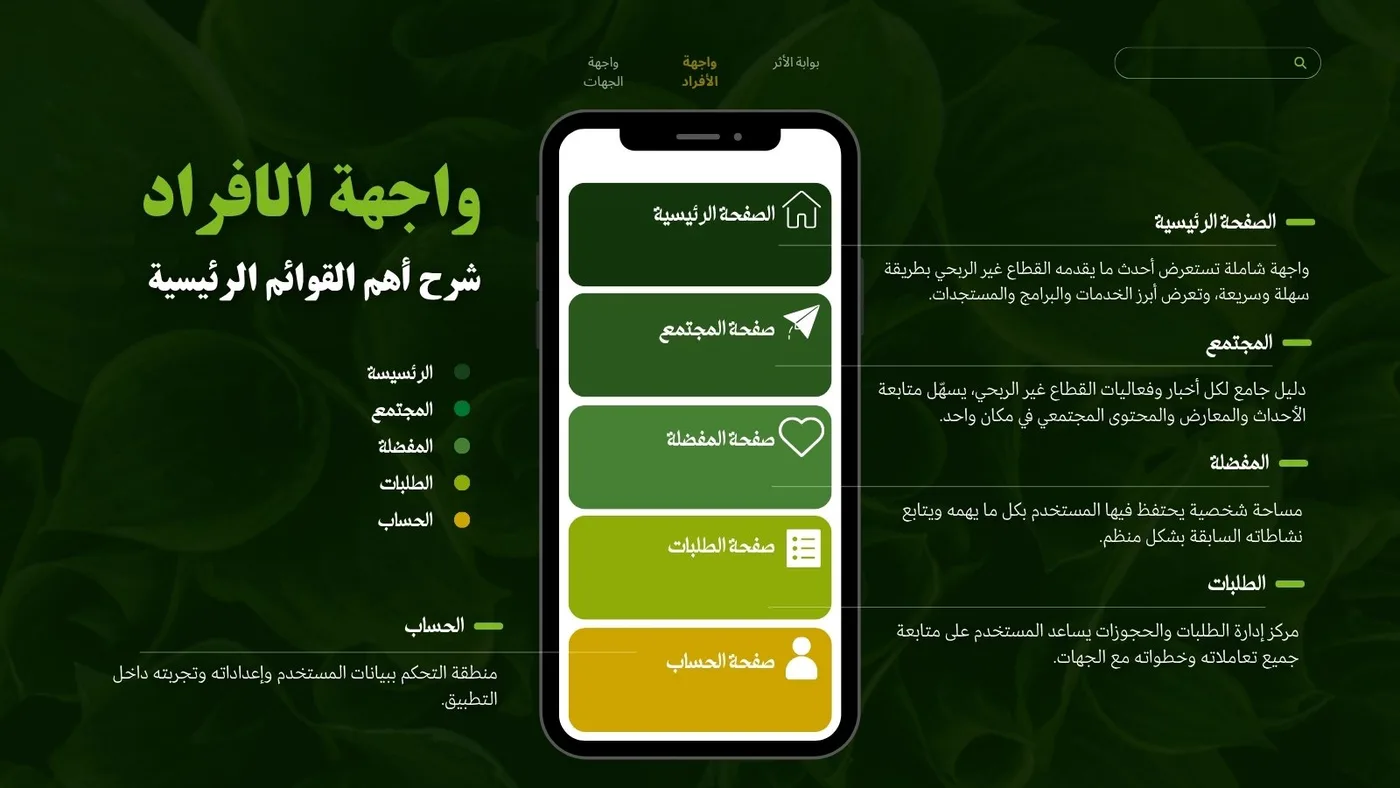 بوابة الأثر
واجهة
الأفراد
واجهة
الجهات
واجهة الافراد
شرح أهم القوائم الرئيسية
الرئسيسة
المجتمع
المفضلة
الطلبات
الحساب
الصفحة الرئيسية
صفحة المجتمع
صفحة المفضلة
صفحة الطلبات
صفحة الحساب
الصفحة الرئيسية
واجهة شاملة تستعرض أحدث ما يقدمه القطاع غير الربحي بطريقة
سهلة وسريعة، وتعرض أبرز الخدمات والبرامج والمستجدات.
المجتمع
دليل جامع لكل أخبار وفعاليات القطاع غير الربحي، يسهّل متابعة
الأحداث والمعارض والمحتوى المجتمعي في مكان واحد.
المفضلة
مساحة شخصية يحتفظ فيها المستخدم بكل ما يهمه ويتابع
نشاطاته السابقة بشكل منظم.
الطلبات
مركز إدارة الطلبات والحجوزات يساعد المستخدم على متابعة
جميع تعاملاته وخطواته مع الجهات.
الحساب
منطقة التحكم ببيانات المستخدم وإعداداته وتجربته داخل
التطبيق.